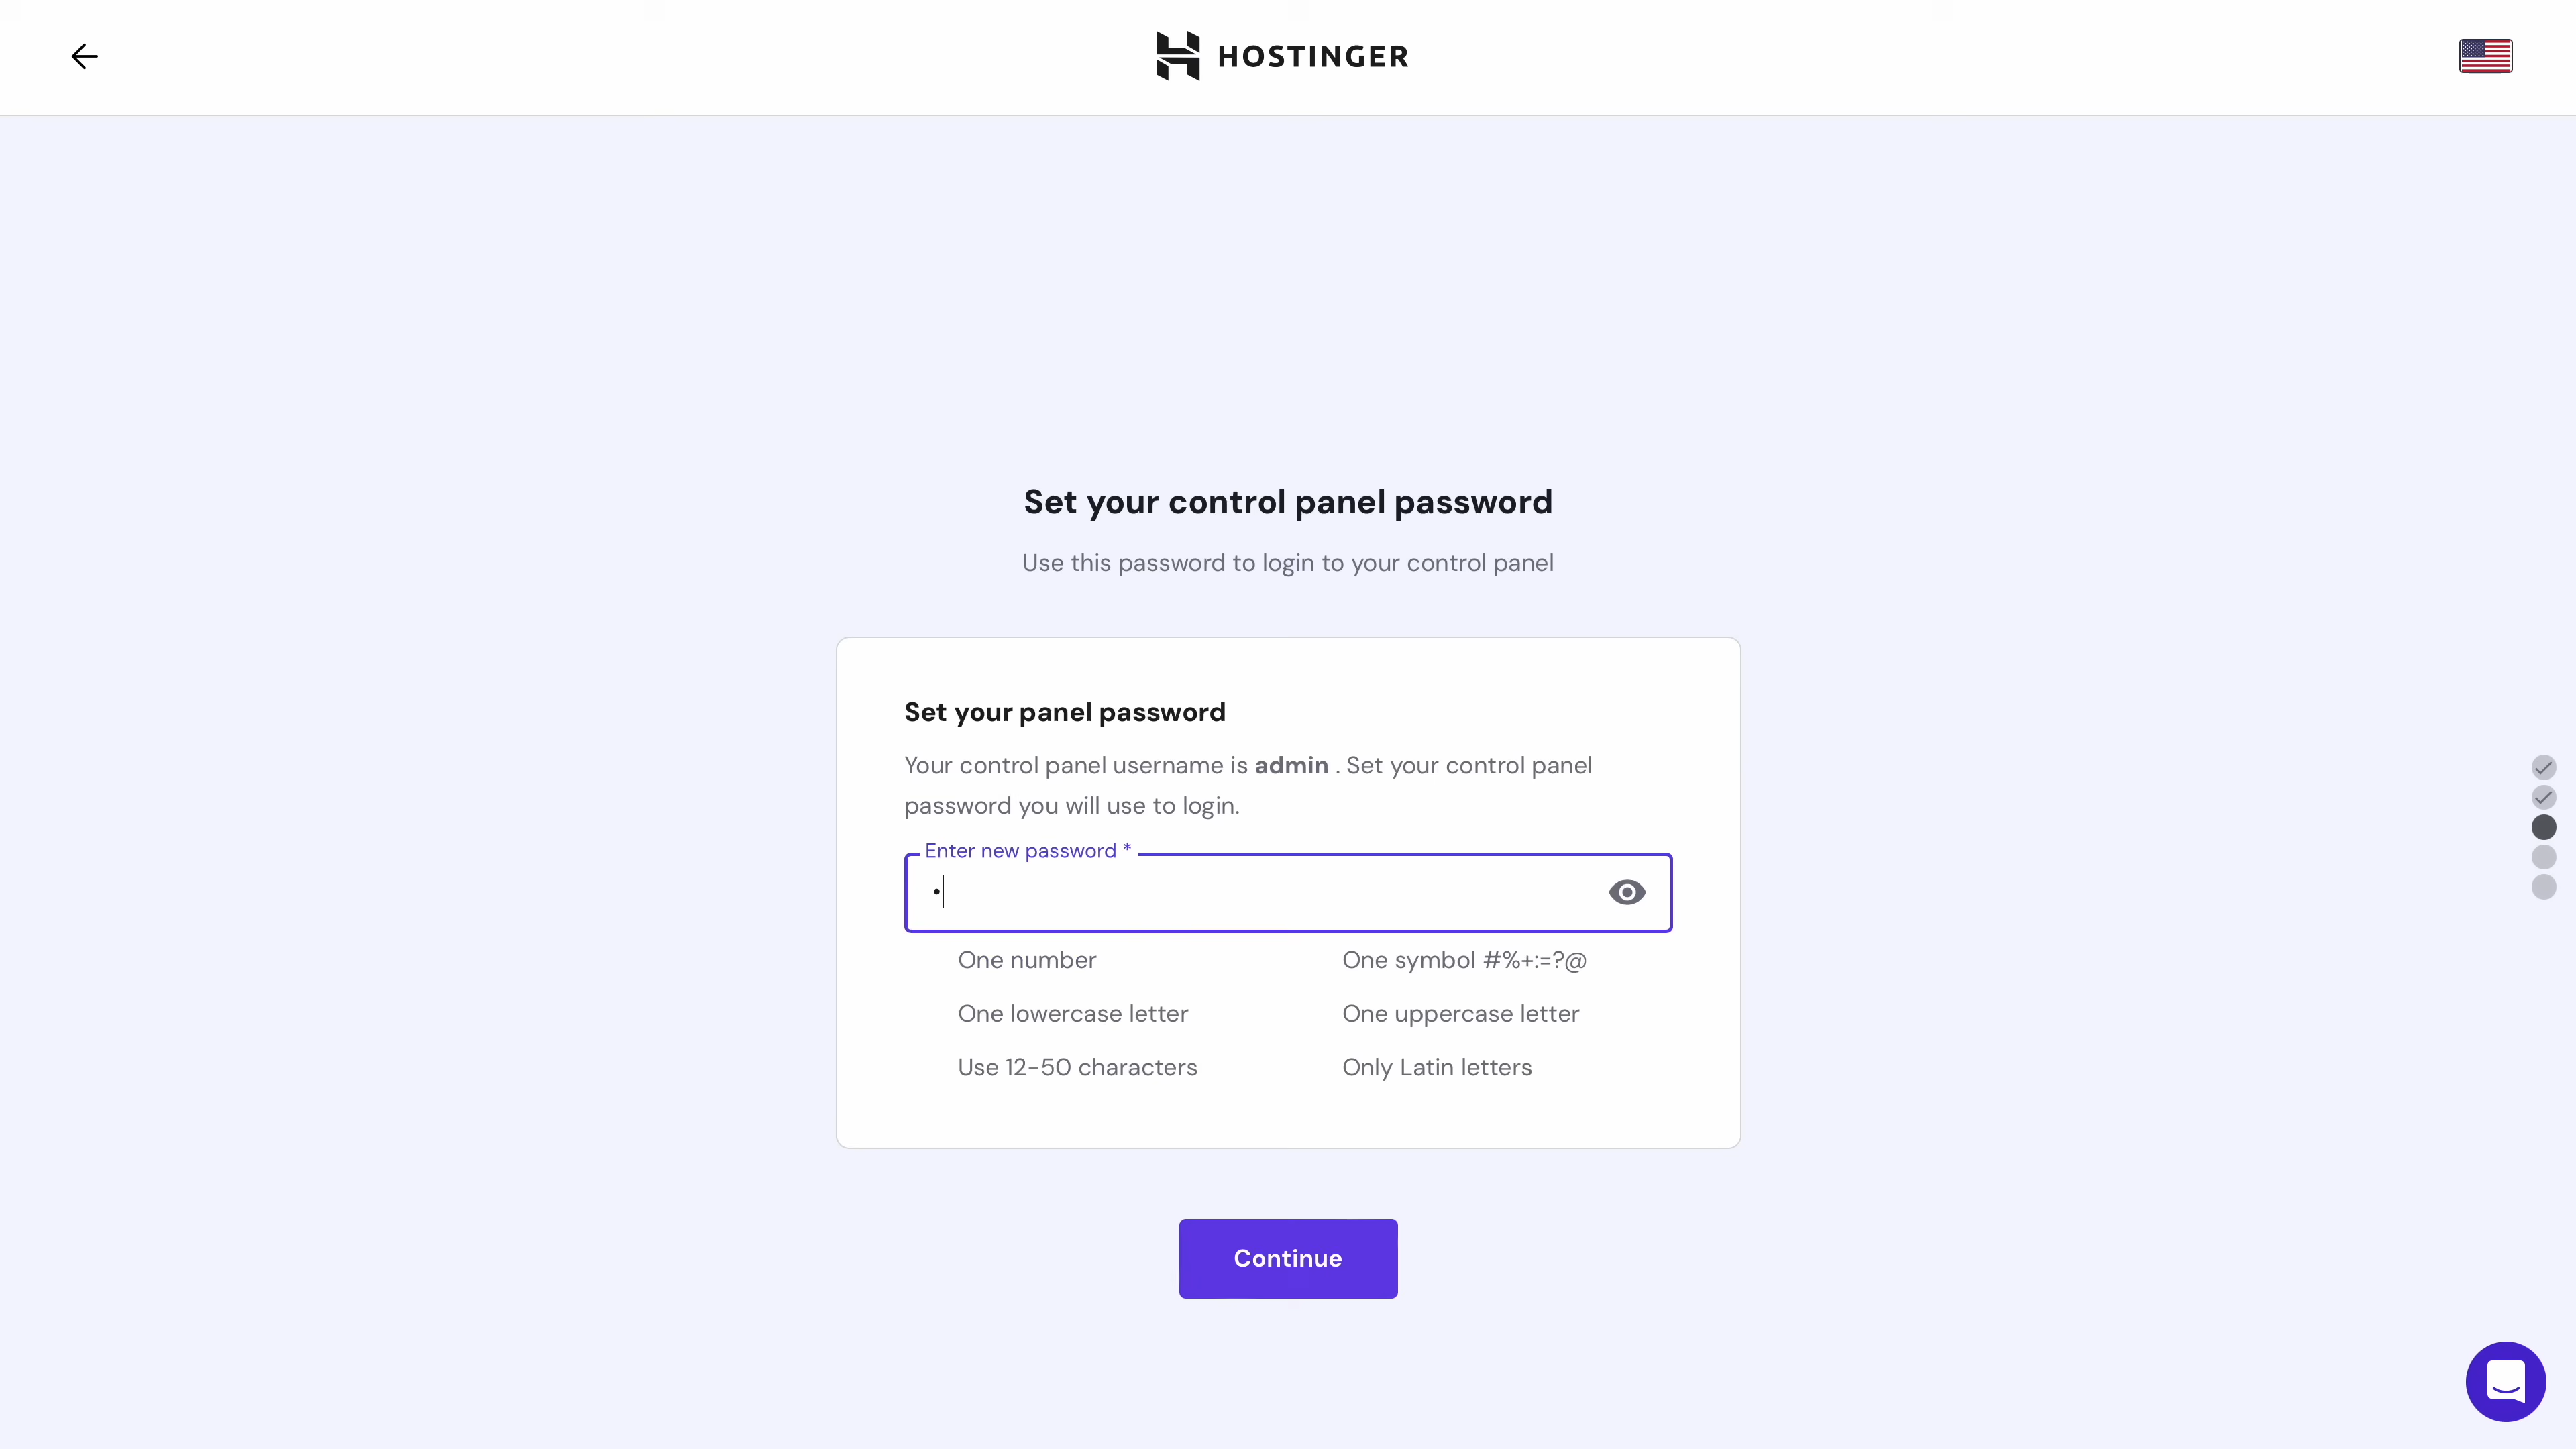 HOSTINGER
Set your control panel password
Use this password to login to your control panel
Set your panel password
Your control panel username is admin . Set your control panel
password you will use to login.
Enter new password *
•
One number
One symbol #%+:=?@
One lowercase letter
One uppercase letter
Use 12-50 characters
Only Latin letters
Continue